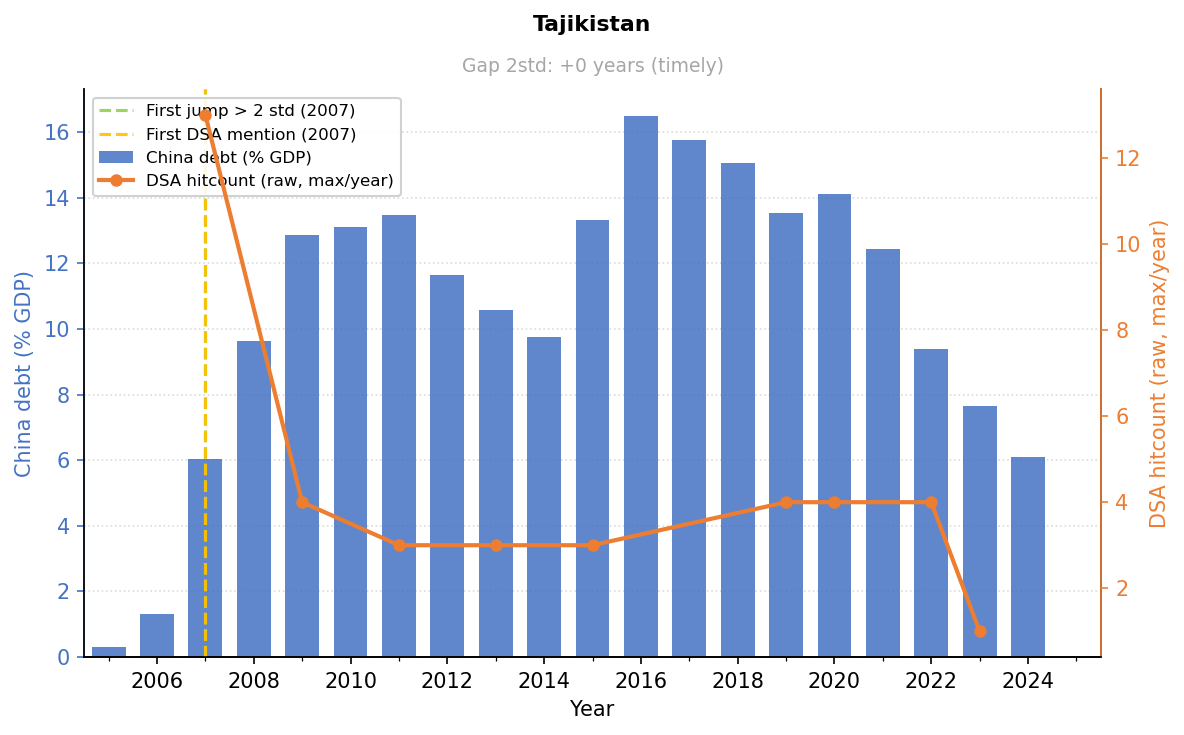 Tajikistan
Gap 2std: +0 years (timely)
First jump > 2 std (2007)
First DSA mention (2007)
China debt (% GDP)
DSA hitcount (raw, max/year)
China debt (% GDP)
16
14
12
10
8
6
4
2
0
12
10
8
6
4
2
DSA hitcount (raw, max/year)
2006 2008 2010 2012 2014 2016 2018 2020 2022 2024
Year